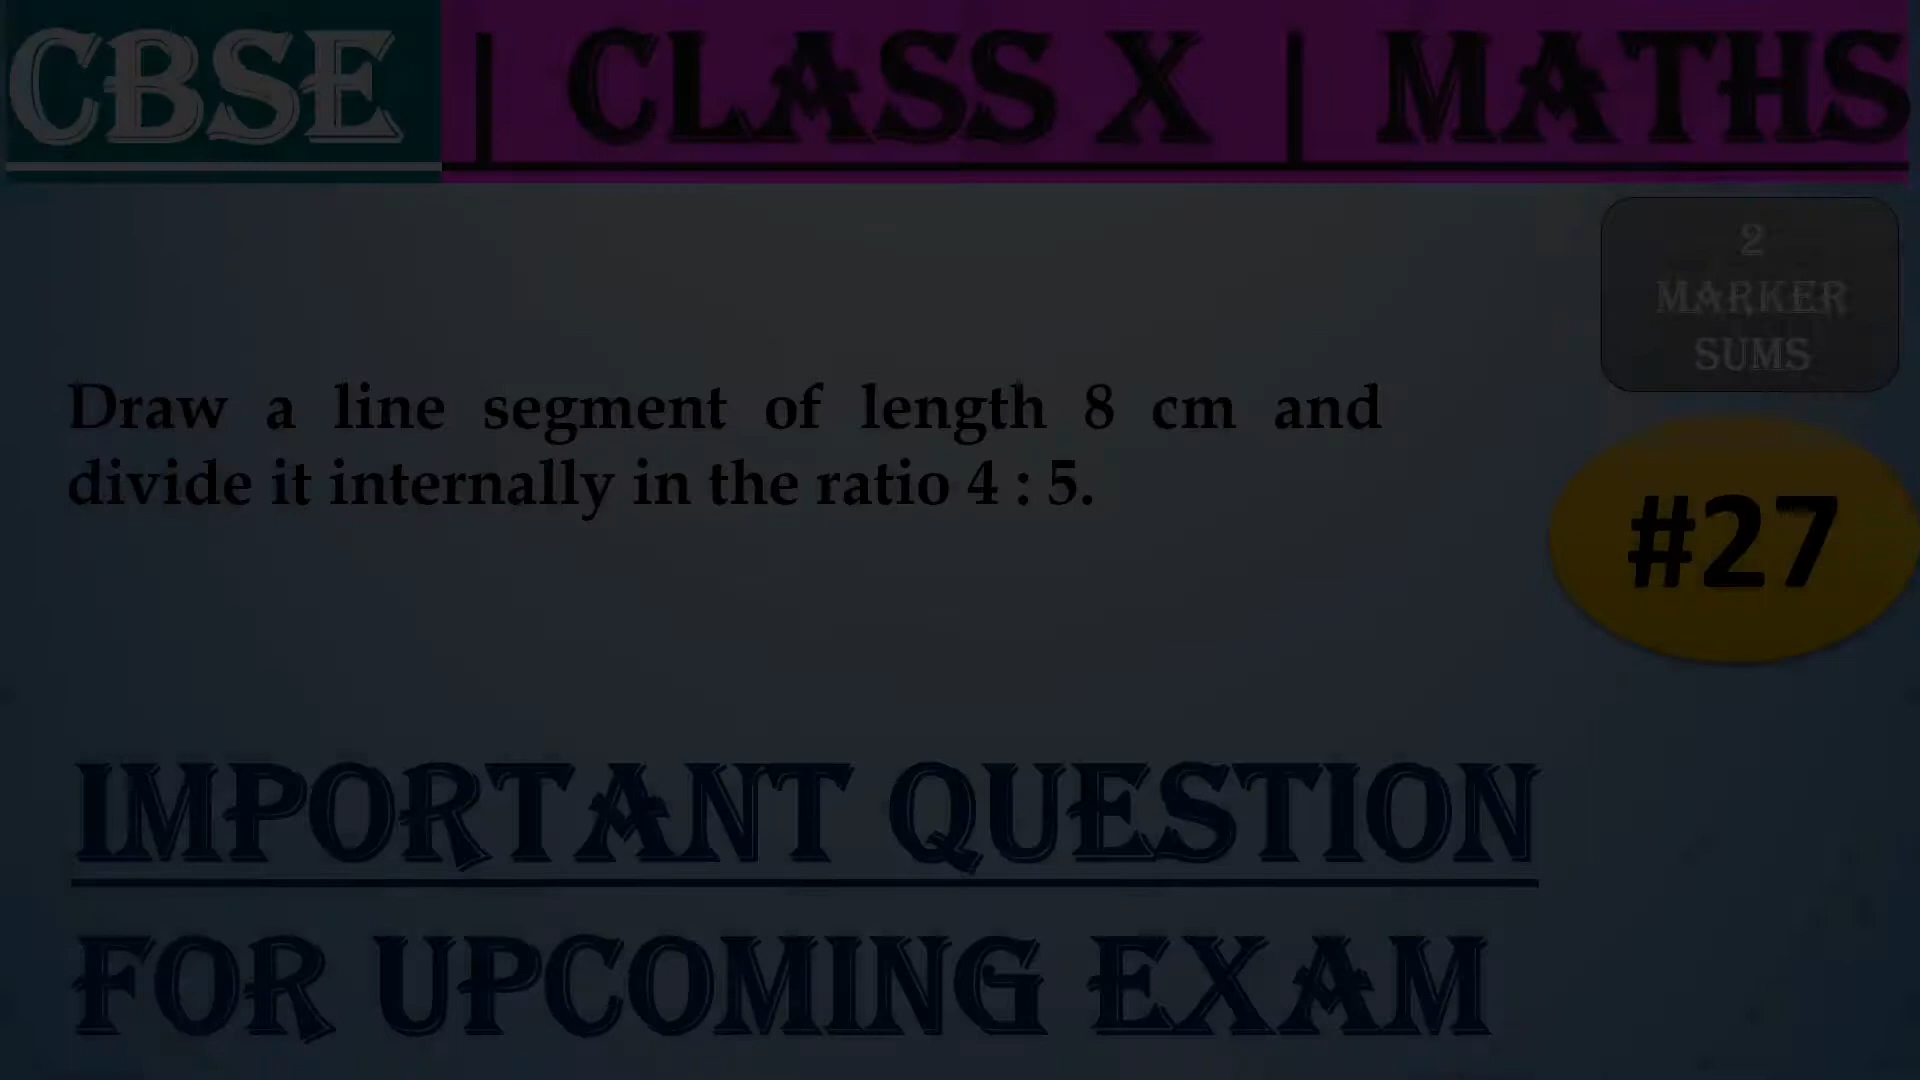 CBSE | CLASS X | MATHS
2
MARKER
SUMS
Draw a line segment of length 8 cm and
divide it internally in the ratio 4 : 5.
#27
IMPORTANT QUESTION
FOR UPCOMING EXAM